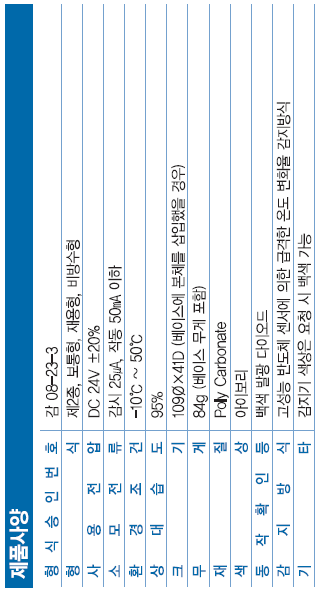 제품사양
형식승인번호 감 08-23-3
형식 제2종, 보통형, 재용형, 비방수형
사용전압 DC 24V ±20%
소모전류 감시 25㎂, 작동 50mA 이하
환경조건 -10℃ ~ 50℃
상대습도 95%
크기 109Ø×41D (베이스에 본체를 삽입했을 경우)
무게 84g (베이스 무게 포함)
재질 Polly Carbonate
색상 아이보리
동작확인등 백색 발광 다이오드
감지방식 고성능 반도체 센서에 의한 급격한 온도 변화율 감지방식
기타 감지기 색상은 요청 시 백색 가능